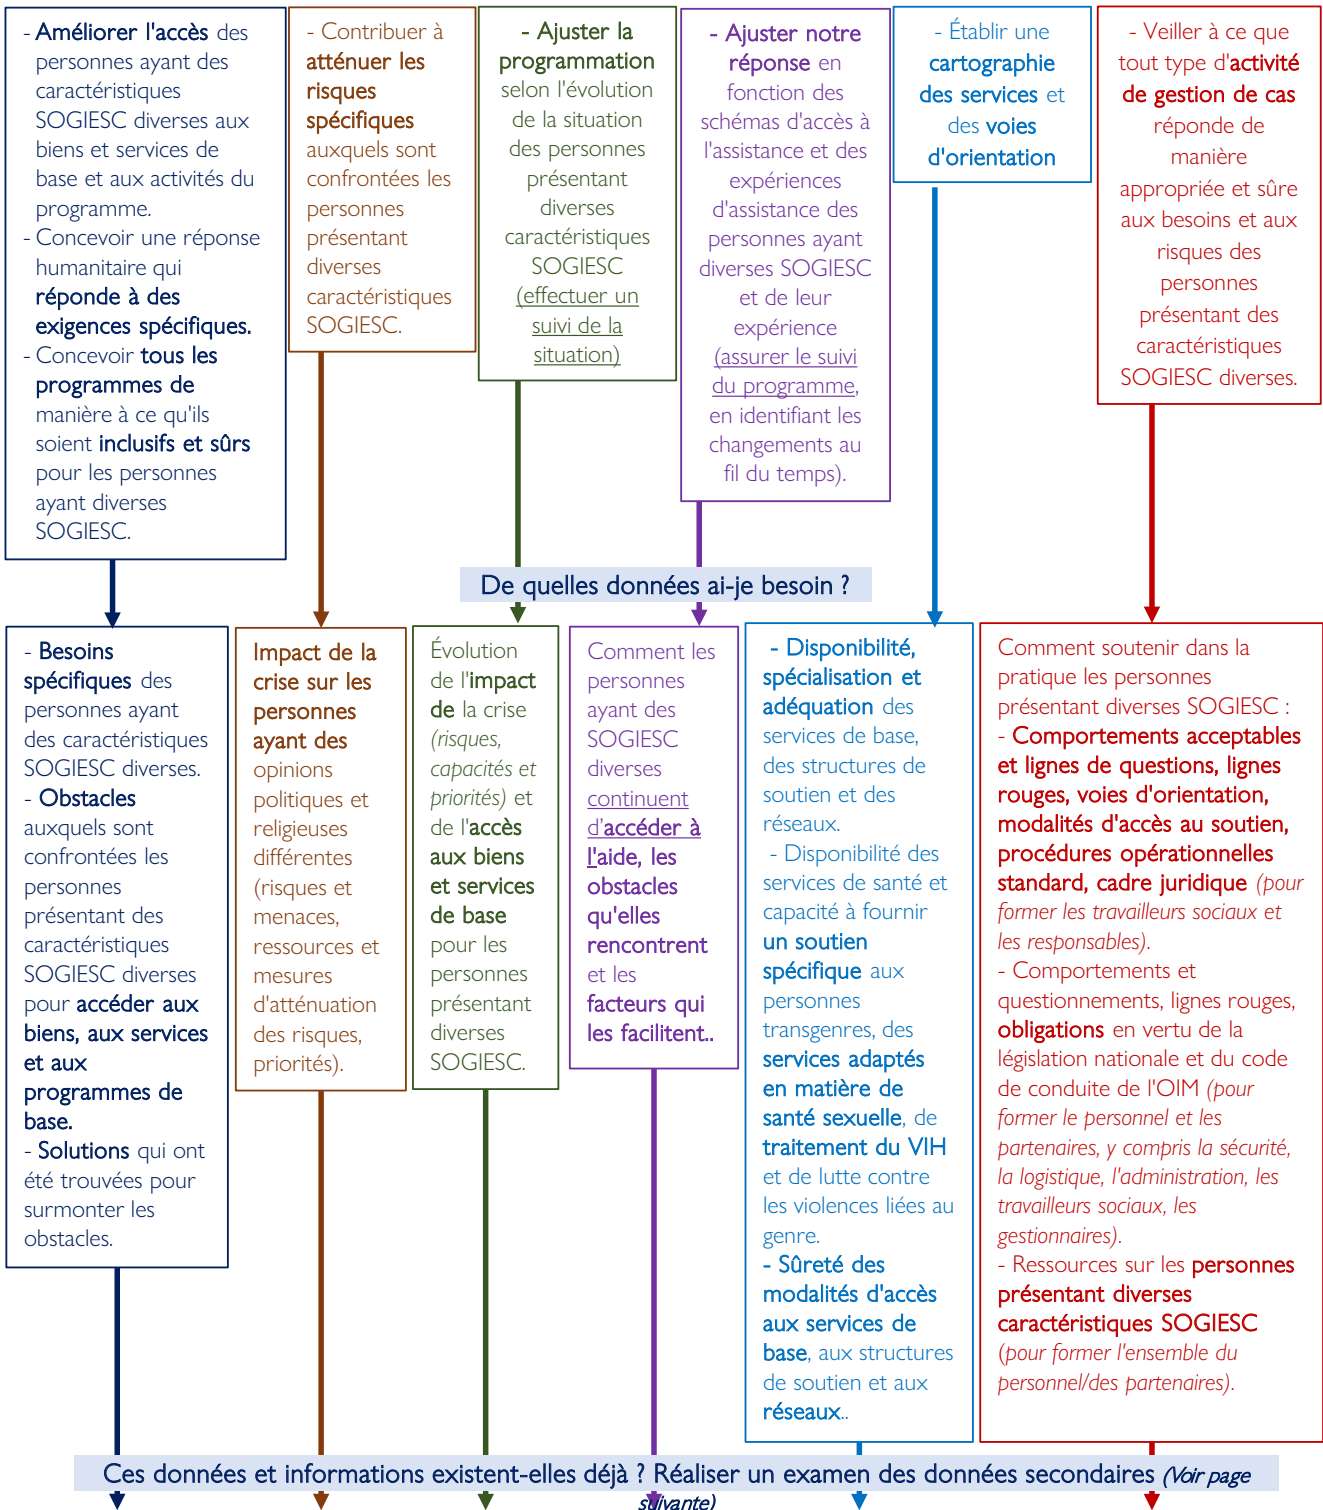 - Améliorer l'accès des
personnes ayant des
caractéristiques
SOGIESC diverses aux
biens et services de
base et aux activités du
programme.
- Concevoir une réponse
humanitaire qui
réponde à des
exigences spécifiques.
- Concevoir tous les
programmes de
manière à ce qu'ils
soient inclusifs et sûrs
pour les personnes
ayant diverses
SOGIESC.
- Contribuer à
atténuer les
risques
spécifiques
auxquels sont
confrontées les
personnes
présentant
diverses
caractéristiques
SOGIESC.
- Ajuster la
programmation
selon l'évolution
de la situation
des personnes
présentant
diverses
caractéristiques
SOGIESC
(effectuer un
suivi de la
situation)
- Ajuster notre
réponse en
fonction des
schémas d'accès à
l'assistance et des
expériences
d'assistance des
personnes ayant
diverses SOGIESC
et de leur
expérience
(assurer le suivi
du programme,
en identifiant les
changements au
fil du temps).
- Établir une
cartographie
des services et
des voies
d'orientation
- Veiller à ce que
tout type d'activité
de gestion de cas
réponde de
manière
appropriée et sûre
aux besoins et aux
risques des
personnes
présentant des
caractéristiques
SOGIESC diverses.
De quelles données ai-je besoin ?
- Besoins
spécifiques des
personnes ayant
des caractéristiques
SOGIESC diverses.
- Obstacles
auxquels sont
confrontées les
personnes
présentant des
caractéristiques
SOGIESC diverses
pour accéder aux
biens, aux services
et aux
programmes de
base.
- Solutions qui ont
été trouvées pour
surmonter les
obstacles.
Impact de la
crise sur les
personnes
ayant des
opinions
politiques et
religieuses
différentes
(risques et
menaces,
ressources et
mesures
d'atténuation
des risques,
priorités).
Évolution
de l'impact
de la crise
(risques,
capacités et
priorités) et
de l'accès
aux biens
et services
de base
pour les
personnes
présentant
diverses
SOGIESC.
Comment les
personnes
ayant des
SOGIESC
diverses
continuent
d'accéder à
l'aide, les
obstacles
qu'elles
rencontrent
et les
facteurs qui
les facilitent..
- Disponibilité,
spécialisation et
adéquation des
services de base,
des structures de
soutien et des
réseaux.
- Disponibilité des
services de santé et
capacité à fournir
un soutien
spécifique aux
personnes
transgenres, des
services adaptés
en matière de
santé sexuelle, de
traitement du VIH
et de lutte contre
les violences liées au
genre.
- Sûreté des
modalités d'accès
aux services de
base, aux structures
de soutien et aux
réseaux..
Comment soutenir dans la
pratique les personnes
présentant diverses SOGIESC :
- Comportements acceptables
et lignes de questions, lignes
rouges, voies d'orientation,
modalités d'accès au soutien,
procédures opérationnelles
standard, cadre juridique (pour
former les travailleurs sociaux et
les responsables).
- Comportements et
questionnements, lignes rouges,
obligations en vertu de la
législation nationale et du code
de conduite de l'OIM (pour
former le personnel et les
partenaires, y compris la sécurité,
la logistique, l'administration, les
travailleurs sociaux, les
gestionnaires).
- Ressources sur les personnes
présentant diverses
caractéristiques SOGIESC
(pour former l'ensemble du
personnel/des partenaires).
Ces données et informations existent-elles déjà ? Réaliser un examen des données secondaires (Voir page
suivante)